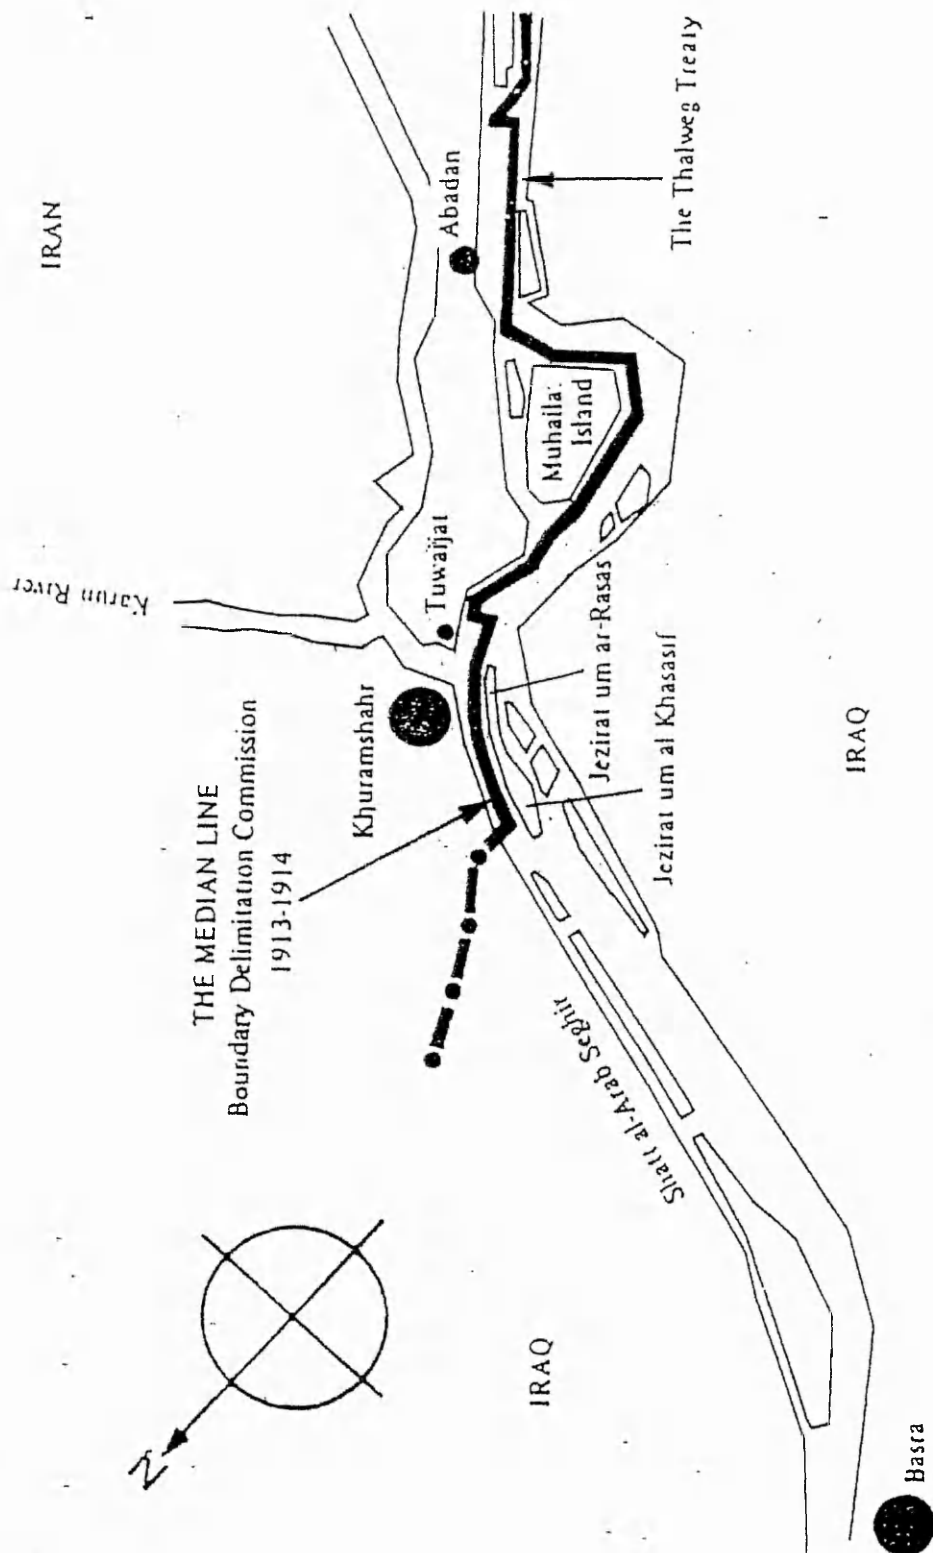 IRAN
Karun River
THE MEDIAN LINE
Boundary Delimitation Commission
1913-1914
Khuramshahr
Tuwaijat
Abadan
Muhaila
Island
The Thalweg Treaty
Jezirat um ar-Rasas
Jezirat um al Khasasif
Shatt al-Arab Seghir
IRAQ
IRAQ
N
Basra